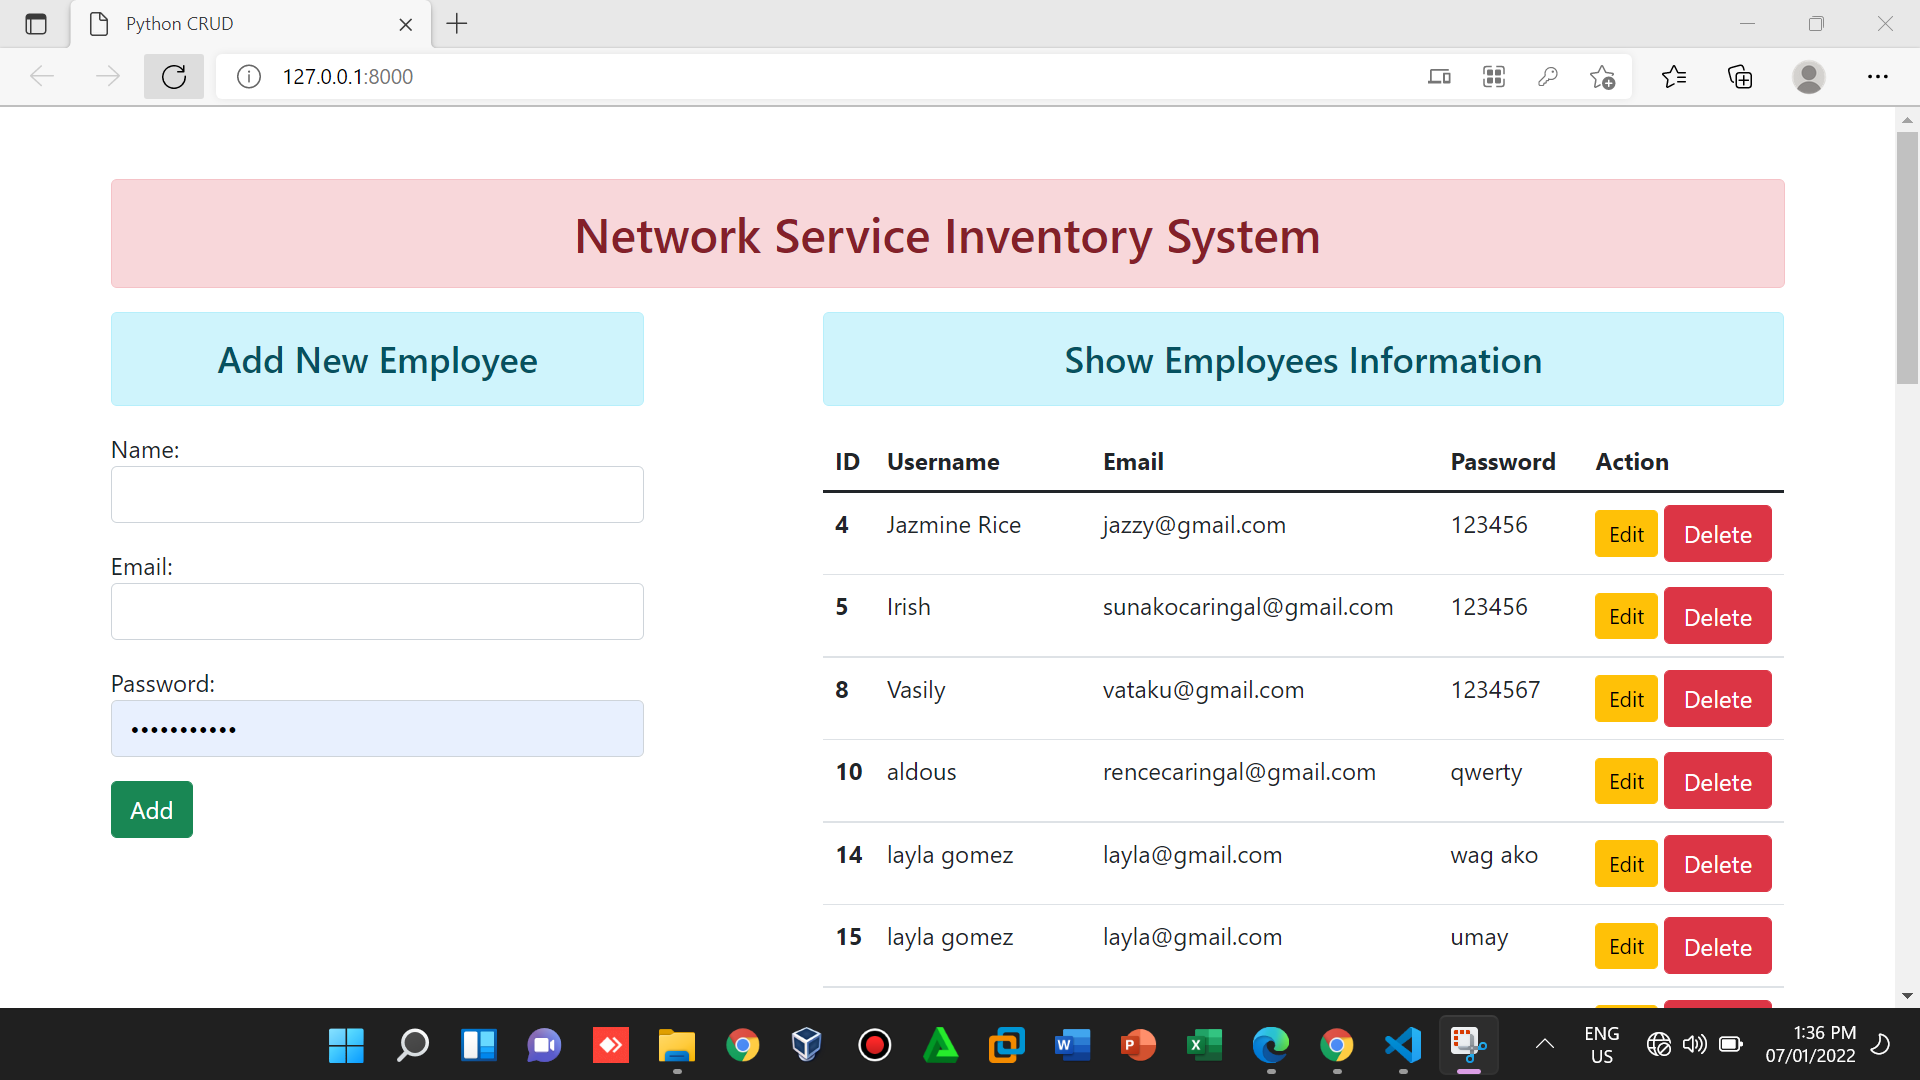 Python CRUD
127.0.0.1:8000
Network Service Inventory System
Add New Employee
Name:
Email:
Password:
•••••••••••
Add
Show Employees Information
ID Username Email Password Action
4 Jazmine Rice jazzy@gmail.com 123456 Edit Delete
5 Irish sunakocaringal@gmail.com 123456 Edit Delete
8 Vasily vataku@gmail.com 1234567 Edit Delete
10 aldous rencecaringal@gmail.com qwerty Edit Delete
14 layla gomez layla@gmail.com wag ako Edit Delete
15 layla gomez layla@gmail.com umay Edit Delete
W P X
ENG
US
1:36 PM
07/01/2022